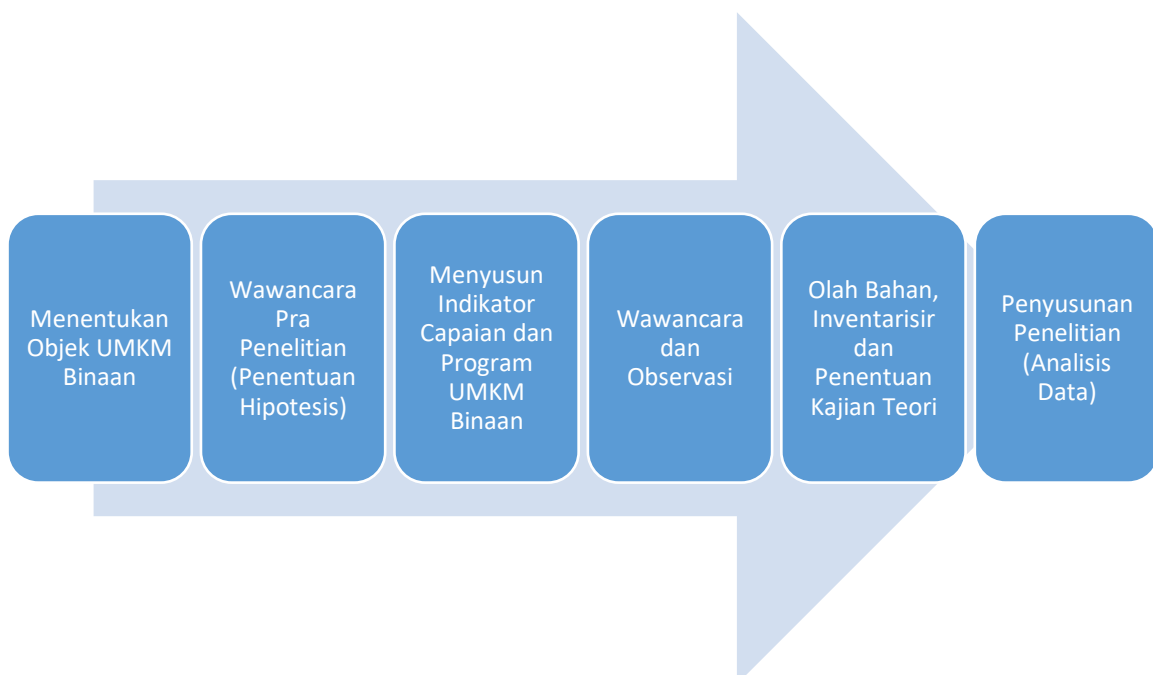 Menentukan
Objek UMKM
Binaan
Wawancara
Pra
Penelitian
(Penentuan
Hipotesis)
Menyusun
Indikator
Capaian dan
Program
UMKM
Binaan
Wawancara
dan
Observasi
Olah Bahan,
Inventarisir
dan
Penentuan
Kajian Teori
Penyusunan
Penelitian
(Analisis
Data)